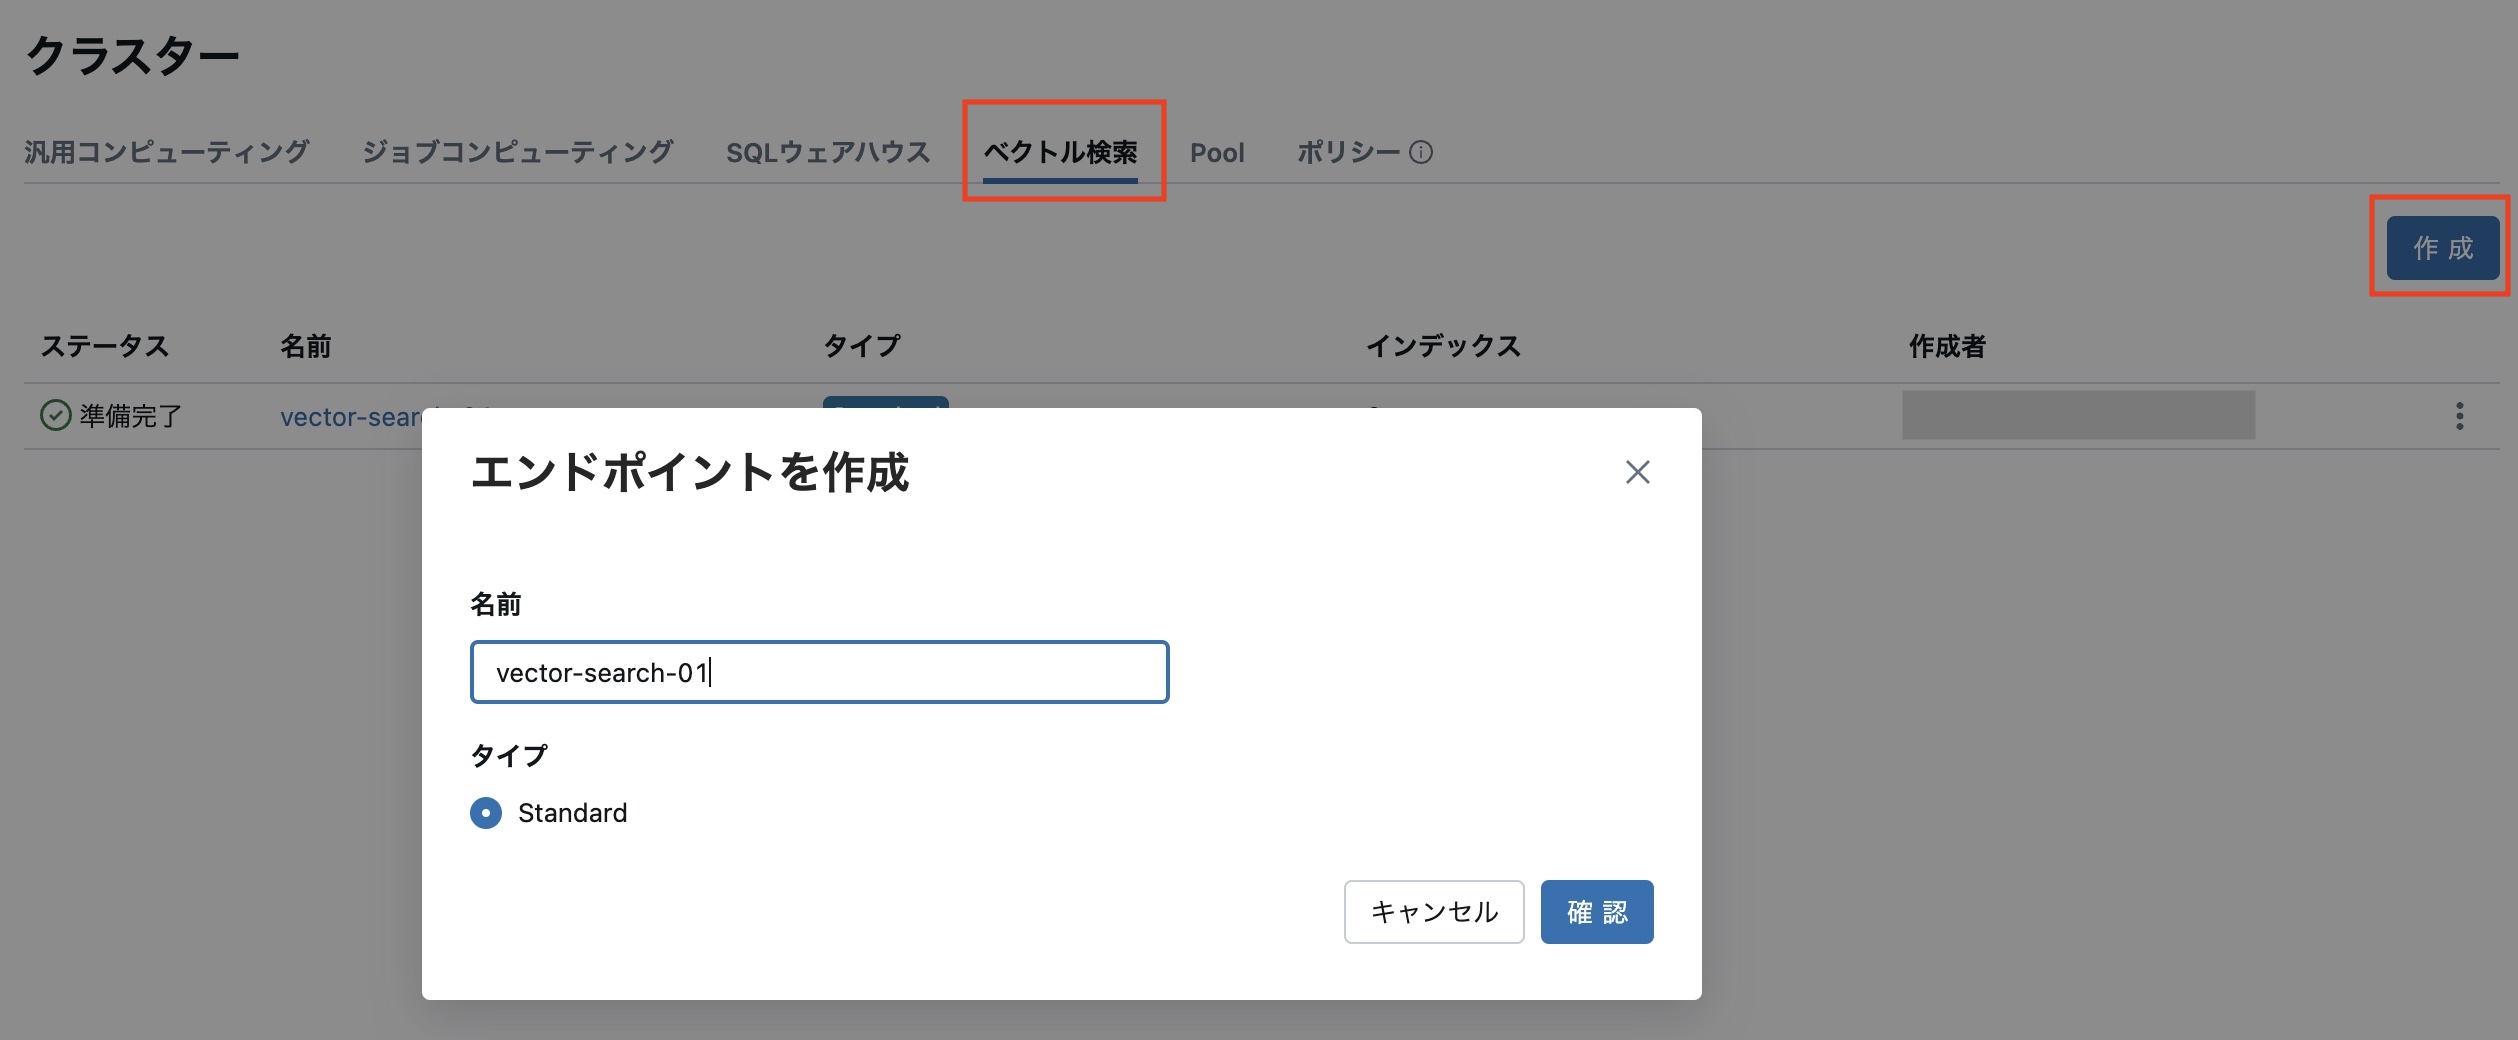 クラスター
汎用コンピューティング ジョブコンピューティング SQLウェアハウス ベクトル検索 Pool ポリシー
作成
ステータス 名前 タイプ インデックス 作成者
準備完了 vector-sear
エンドポイントを作成
名前
vector-search-01
タイプ
Standard
キャンセル 確認